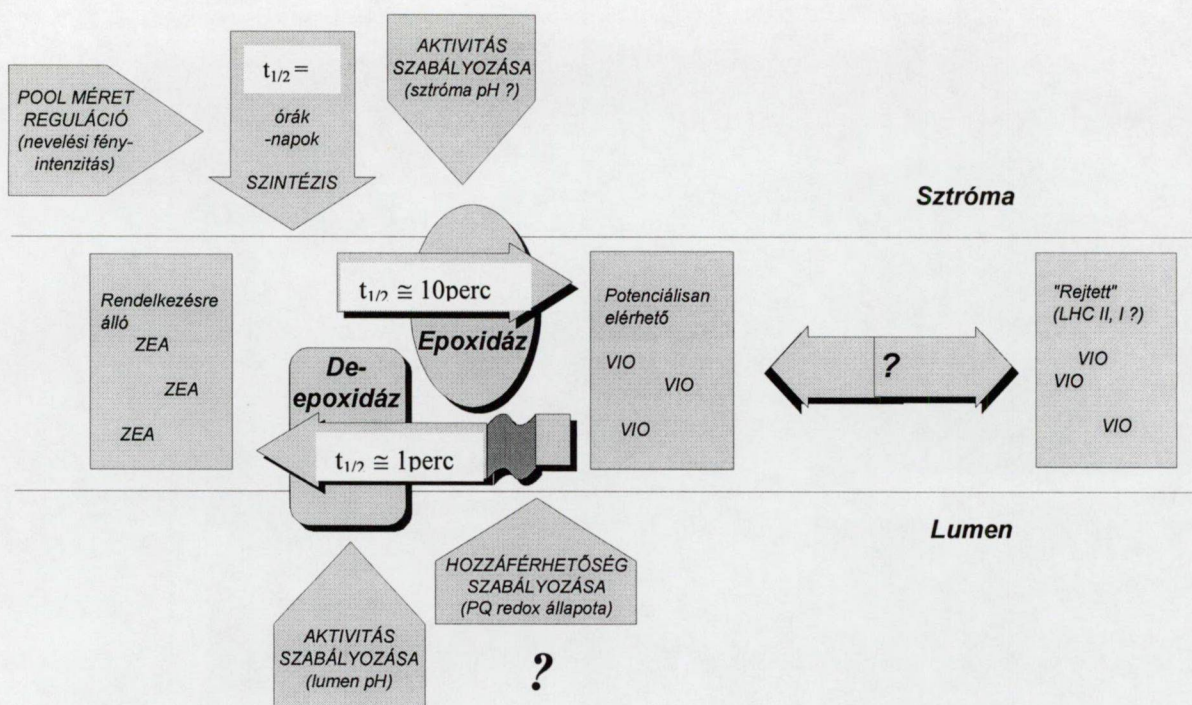 POOL MÉRET
REGULÁCIÓ
(nevelési fény-
intenzitás)
t1/2 =
órák
-napok
SZINTÉZIS
AKTIVITÁS
SZABÁLYOZÁSA
(sztróma pH ?)
Sztróma
Rendelkezésre
álló
ZEA
ZEA
ZEA
t1/2 ≅ 10perc
Epoxidáz
De-
epoxidáz
t1/2 ≅ 1perc
Potenciálisan
elérhető
VIO
VIO
VIO
?
"Rejtett"
(LHC II, I ?)
VIO
VIO
VIO
Lumen
AKTIVITÁS
SZABÁLYOZÁSA
(lumen pH)
HOZZÁFÉRHETŐSÉG
SZABÁLYOZÁSA
(PQ redox állapota)
?